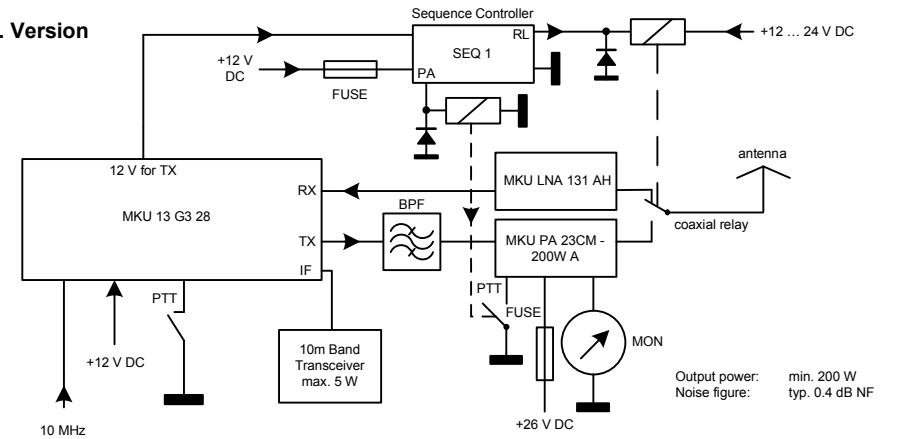 . Version
Sequence Controller
RL
SEQ 1
PA
+12 V
DC
FUSE
+12 ... 24 V DC
12 V for TX
MKU 13 G3 28
RX
TX
IF
BPF
MKU LNA 131 AH
MKU PA 23CM -
200W A
antenna
coaxial relay
PTT
+12 V DC
10 MHz
10m Band
Transceiver
max. 5 W
PTT
FUSE
MON
+26 V DC
Output power: min. 200 W
Noise figure: typ. 0.4 dB NF